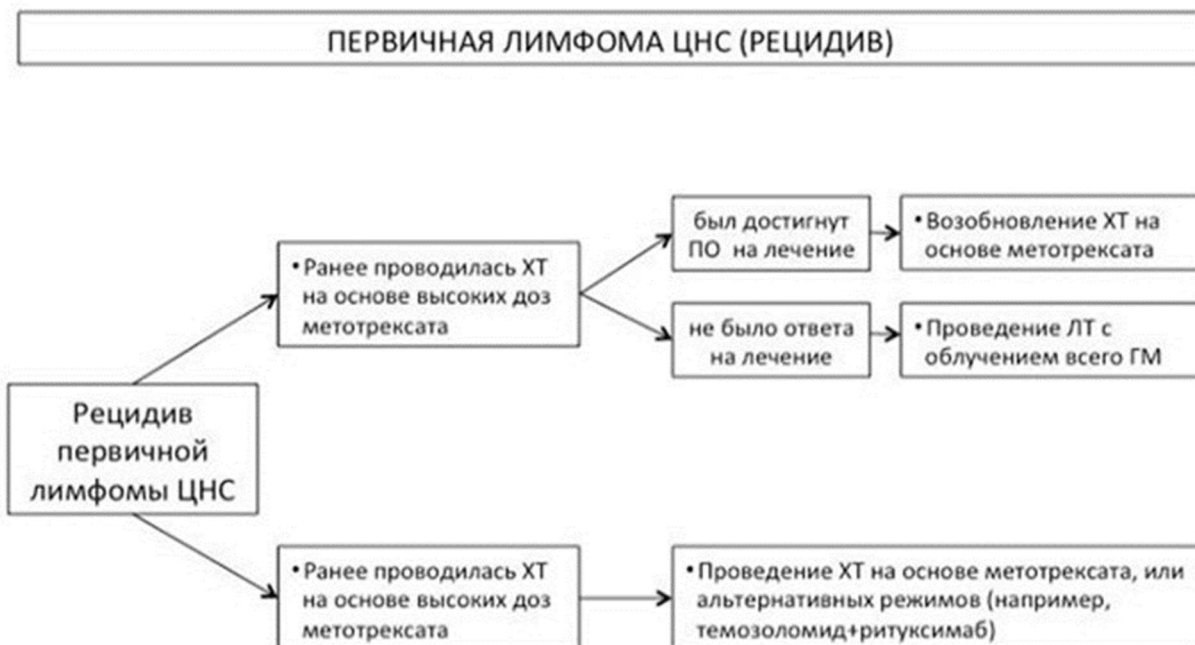 ПЕРВИЧНАЯ ЛИМФОМА ЦНС (РЕЦИДИВ)
был достигнут
ПО на лечение
• Возобновление ХТ на
основе метотрексата
• Ранее проводилась ХТ
на основе высоких доз
метотрексата
не было ответа
на лечение
• Проведение ЛТ с
облучением всего ГМ
Рецидив
первичной
лимфомы ЦНС
• Ранее проводилась ХТ
на основе высоких доз
метотрексата
• Проведение ХТ на основе метотрексата, или
альтернативных режимов (например,
темозоломид+ритуксимаб)